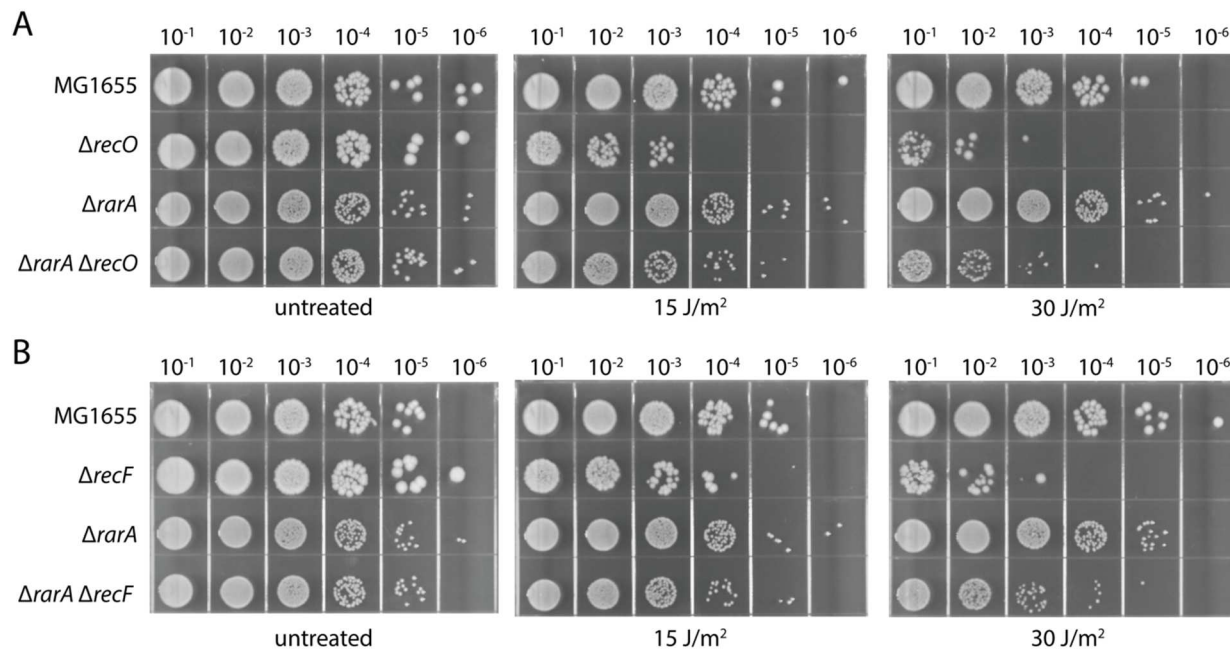 A
10⁻¹ 10⁻² 10⁻³ 10⁻⁴ 10⁻⁵ 10⁻⁶ 10⁻¹ 10⁻² 10⁻³ 10⁻⁴ 10⁻⁵ 10⁻⁶ 10⁻¹ 10⁻² 10⁻³ 10⁻⁴ 10⁻⁵ 10⁻⁶
MG1655
ΔrecO
ΔrarA
ΔrarA ΔrecO
untreated 15 J/m² 30 J/m²
B
10⁻¹ 10⁻² 10⁻³ 10⁻⁴ 10⁻⁵ 10⁻⁶ 10⁻¹ 10⁻² 10⁻³ 10⁻⁴ 10⁻⁵ 10⁻⁶ 10⁻¹ 10⁻² 10⁻³ 10⁻⁴ 10⁻⁵ 10⁻⁶
MG1655
ΔrecF
ΔrarA
ΔrarA ΔrecF
untreated 15 J/m² 30 J/m²